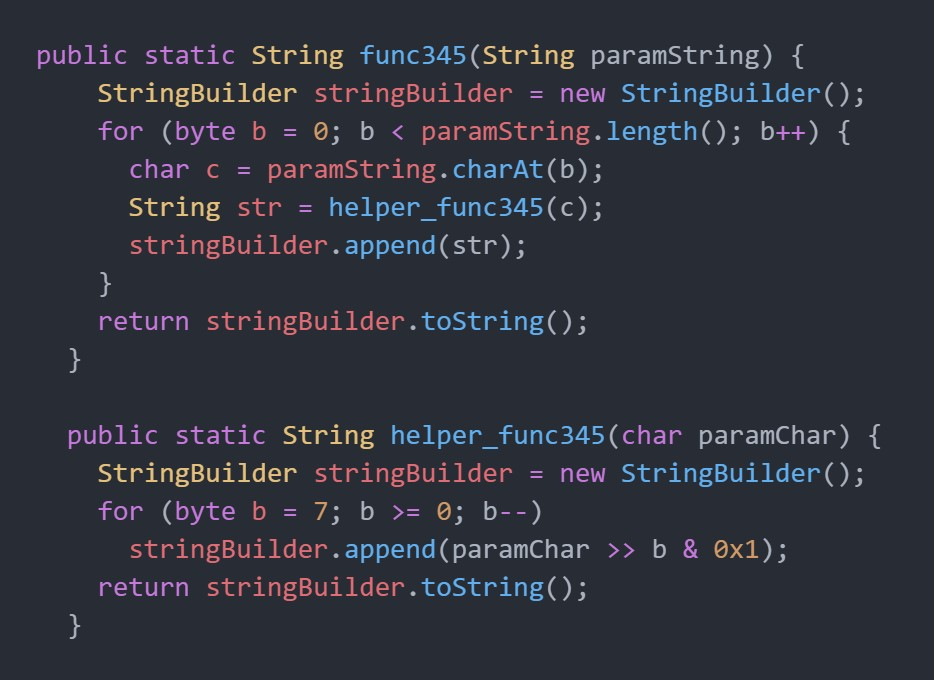 public static String func345(String paramString) {
    StringBuilder stringBuilder = new StringBuilder();
    for (byte b = 0; b < paramString.length(); b++) {
      char c = paramString.charAt(b);
      String str = helper_func345(c);
      stringBuilder.append(str);
    }
    return stringBuilder.toString();
  }

  public static String helper_func345(char paramChar) {
    StringBuilder stringBuilder = new StringBuilder();
    for (byte b = 7; b >= 0; b--)
      stringBuilder.append(paramChar >> b & 0x1);
    return stringBuilder.toString();
  }